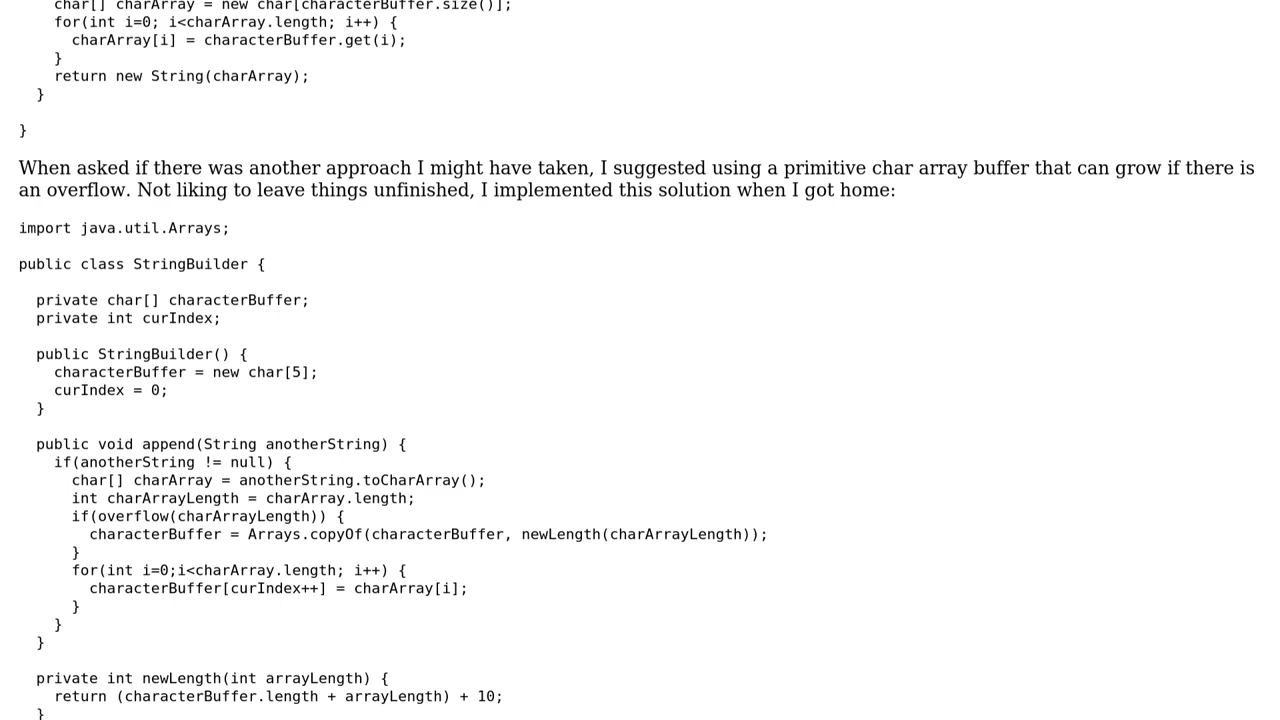 char[] charArray = new char[characterBuffer.size()];
for(int i=0; i<charArray.length; i++) {
charArray[i] = characterBuffer.get(i);
}
return new String(charArray);
}
}
When asked if there was another approach I might have taken, I suggested using a primitive char array buffer that can grow if there is
an overflow. Not liking to leave things unfinished, I implemented this solution when I got home:
import java.util.Arrays;
public class StringBuilder {
private char[] characterBuffer;
private int curIndex;
public StringBuilder() {
characterBuffer = new char[5];
curIndex = 0;
}
public void append(String anotherString) {
if(anotherString != null) {
char[] charArray = anotherString.toCharArray();
int charArrayLength = charArray.length;
if(overflow(charArrayLength)) {
characterBuffer = Arrays.copyOf(characterBuffer, newLength(charArrayLength));
}
for(int i=0;i<charArray.length; i++) {
characterBuffer[curIndex++] = charArray[i];
}
}
}
private int newLength(int arrayLength) {
return (characterBuffer.length + arrayLength) + 10;
}